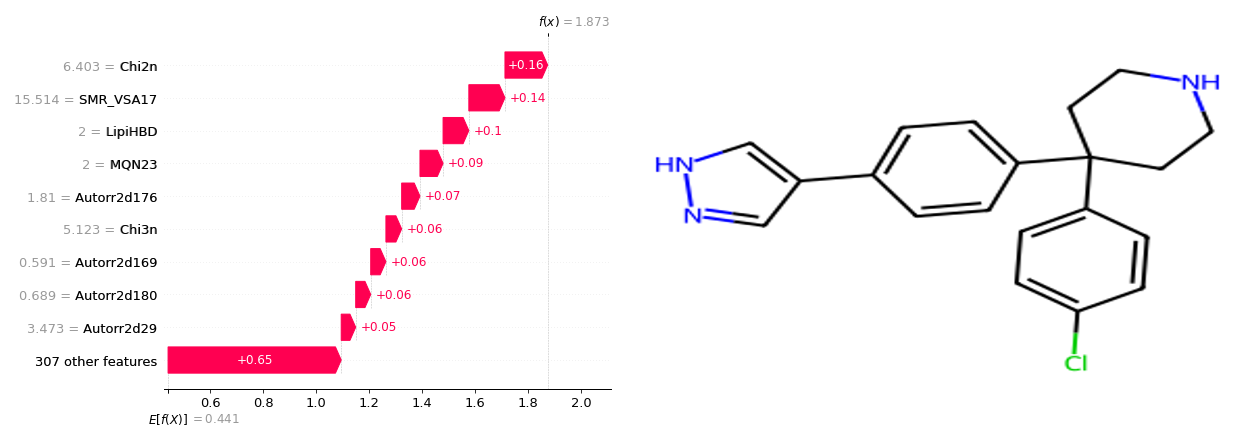 f(x) = 1.873
6.403 = Chi2n
+0.16
15.514 = SMR_VSA17
+0.14
2 = LipiHBD
+0.1
2 = MQN23
+0.09
1.81 = Autorr2d176
+0.07
5.123 = Chi3n
+0.06
0.591 = Autorr2d169
+0.06
0.689 = Autorr2d180
+0.06
3.473 = Autorr2d29
+0.05
307 other features
+0.65
0.6 0.8 1.0 1.2 1.4 1.6 1.8 2.0
E[f(X)] = 0.441
NH
HN
N
Cl